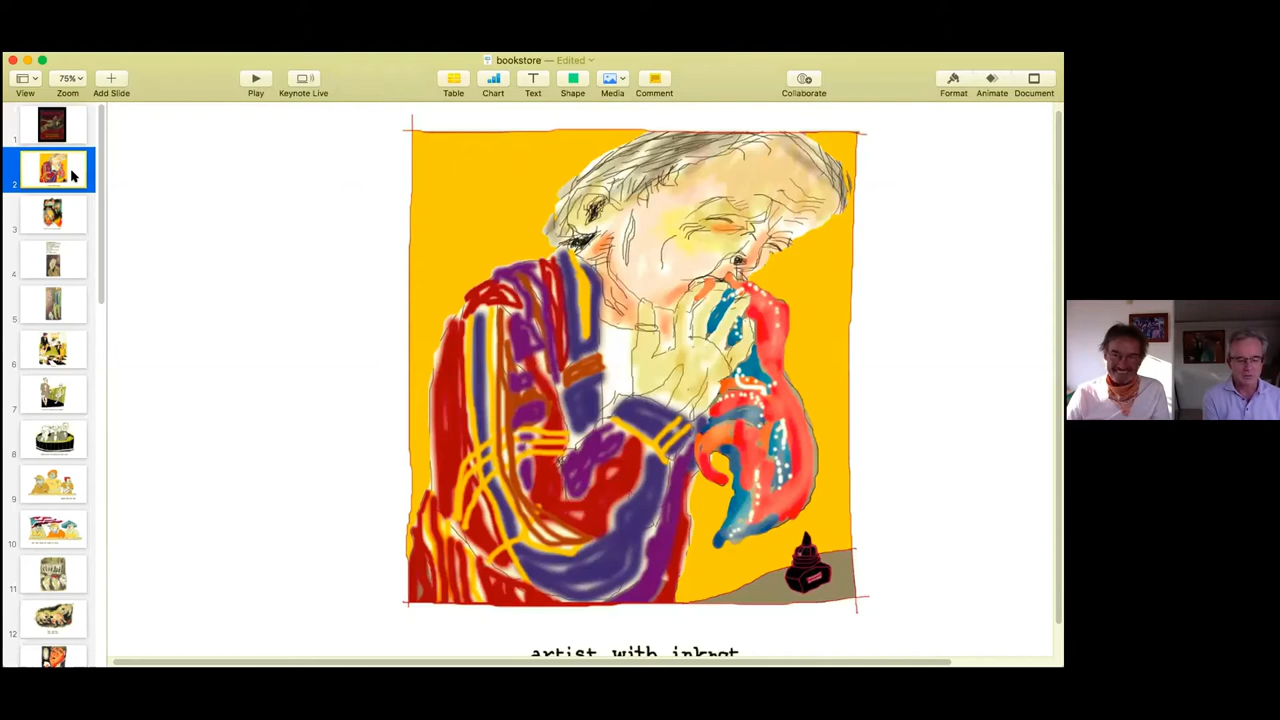 bookstore — Edited
View
75%
Zoom
Add Slide
Play
Keynote Live
Table
Chart
Text
Shape
Media
Comment
Collaborate
Format
Animate
Document
1
2
3
4
5
6
7
8
9
10
11
12
artist with inkpot